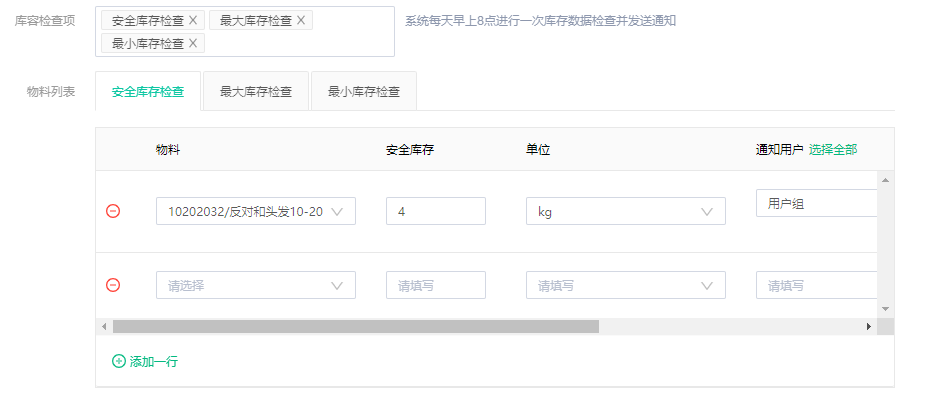 库容检查项 安全库存检查 X 最大库存检查 X 系统每天早上8点进行一次库存数据检查并发送通知
最小库存检查 X
物料列表 安全库存检查 最大库存检查 最小库存检查
物料 安全库存 单位 通知用户 选择全部
10202032/反对和头发10-20 4 kg 用户组
请选择 请填写 请填写 请填写
添加一行